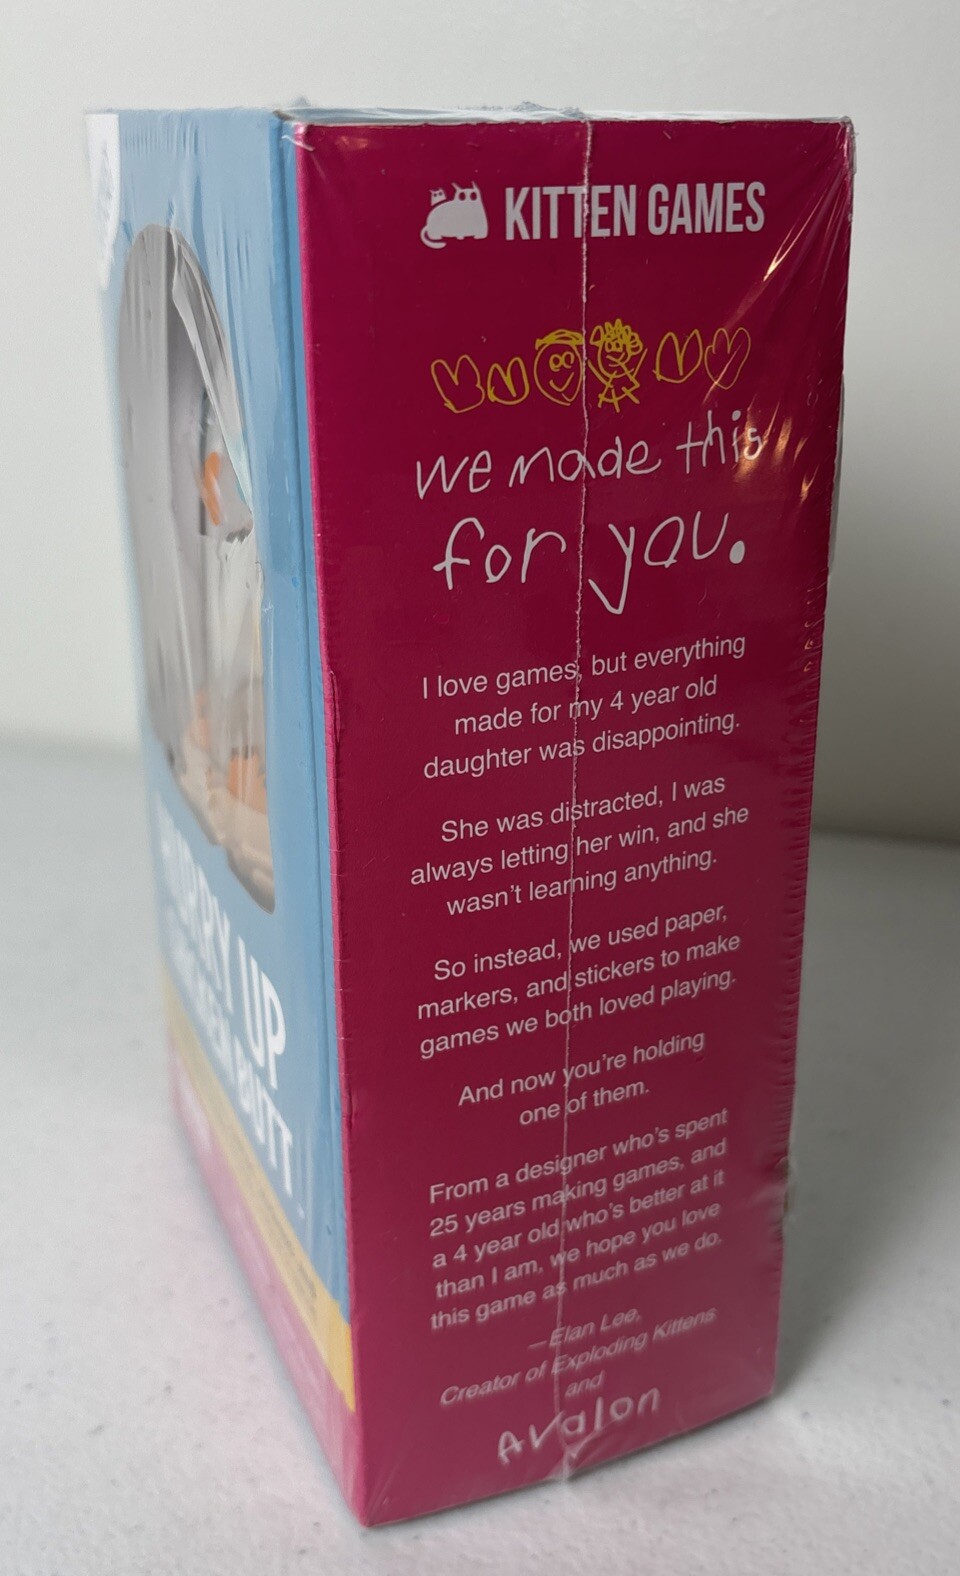 KITTEN GAMES
we made this
for you.
I love games, but everything
made for my 4 year old
daughter was disappointing.
She was distracted, I was
always letting her win, and she
wasn't learning anything.
So instead, we used paper,
markers, and stickers to make
games we both loved playing.
And now you're holding
one of them.
From a designer who's spent
25 years making games, and
a 4 year old who's better at it
than I am, we hope you love
this game as much as we do.
—Elan Lee,
Creator of Exploding Kittens
and
Avalon
HURRY UP
CHICKEN BUTT